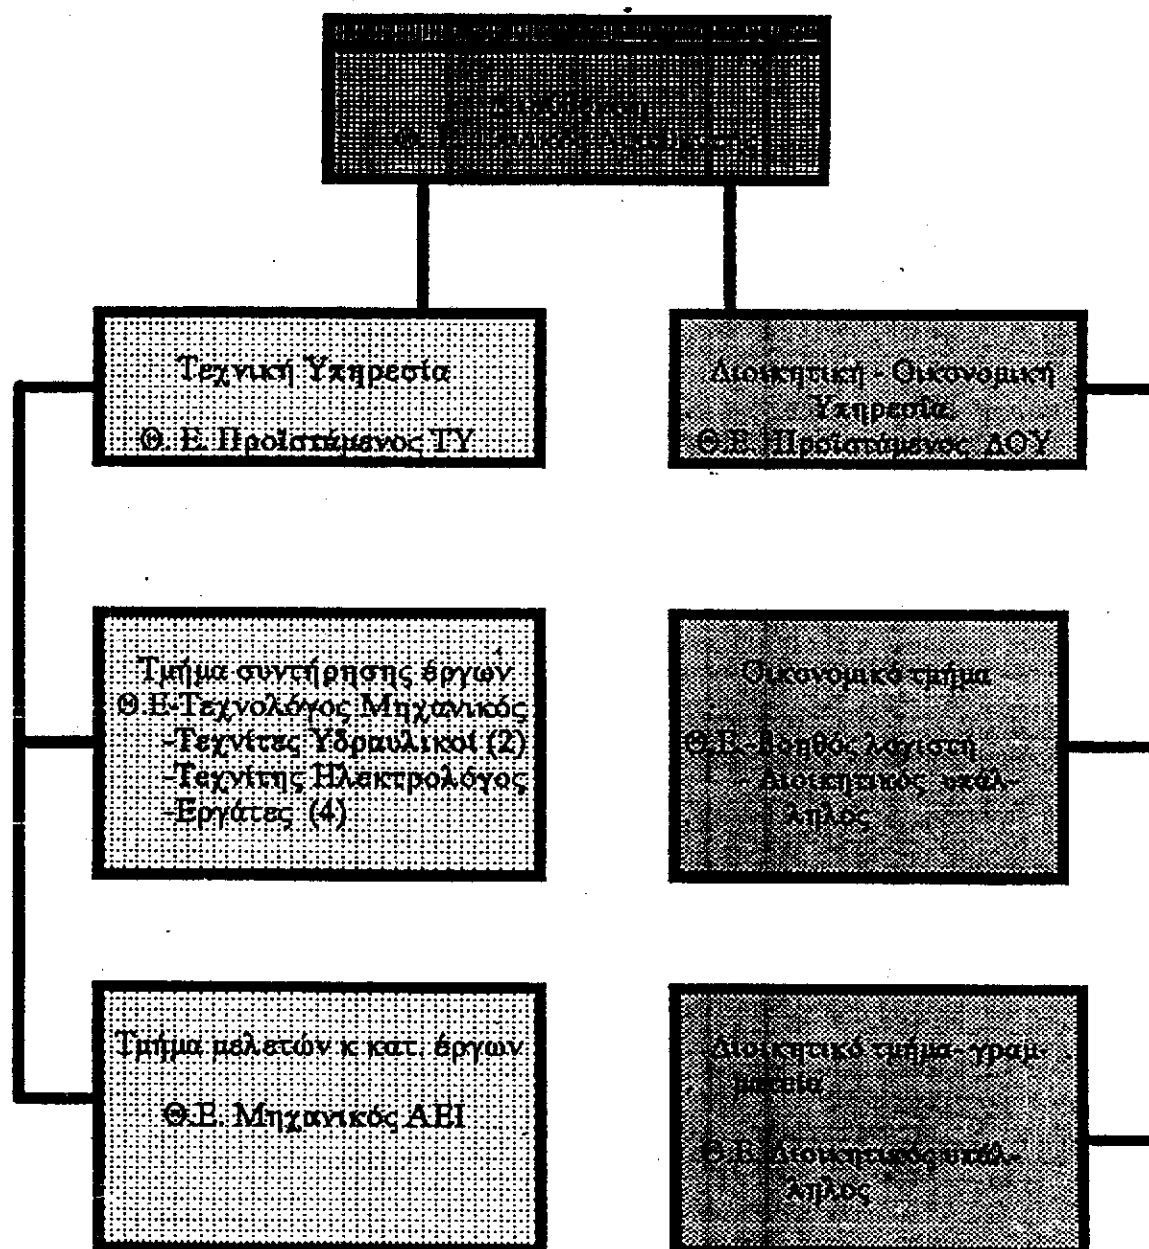 Διεύθυνση
Θ. Ε.
Τεχνική Υπηρεσία
Θ. Ε. Προϊστάμενος ΤΥ
Διοικητική - Οικονομική
Υπηρεσία
Θ.Ε. Προϊστάμενος ΔΟΥ
Τμήμα συντήρησης έργων
Θ.Ε-Τεχνολόγος Μηχανικός
-Τεχνίτες Υδραυλικοί (2)
-Τεχνίτης Ηλεκτρολόγος
-Εργάτες (4)
Οικονομικό τμήμα
Θ.Ε.-Βοηθός λογιστή
- Διοικητικός υπάλ-
ληλος
Τμήμα μελετών κ κατ. έργων
Θ.Ε. Μηχανικός ΑΕΙ
Διοικητικό τμήμα- γραμ-
ματεία
Θ.Ε. Διοικητικός υπάλ-
ληλος